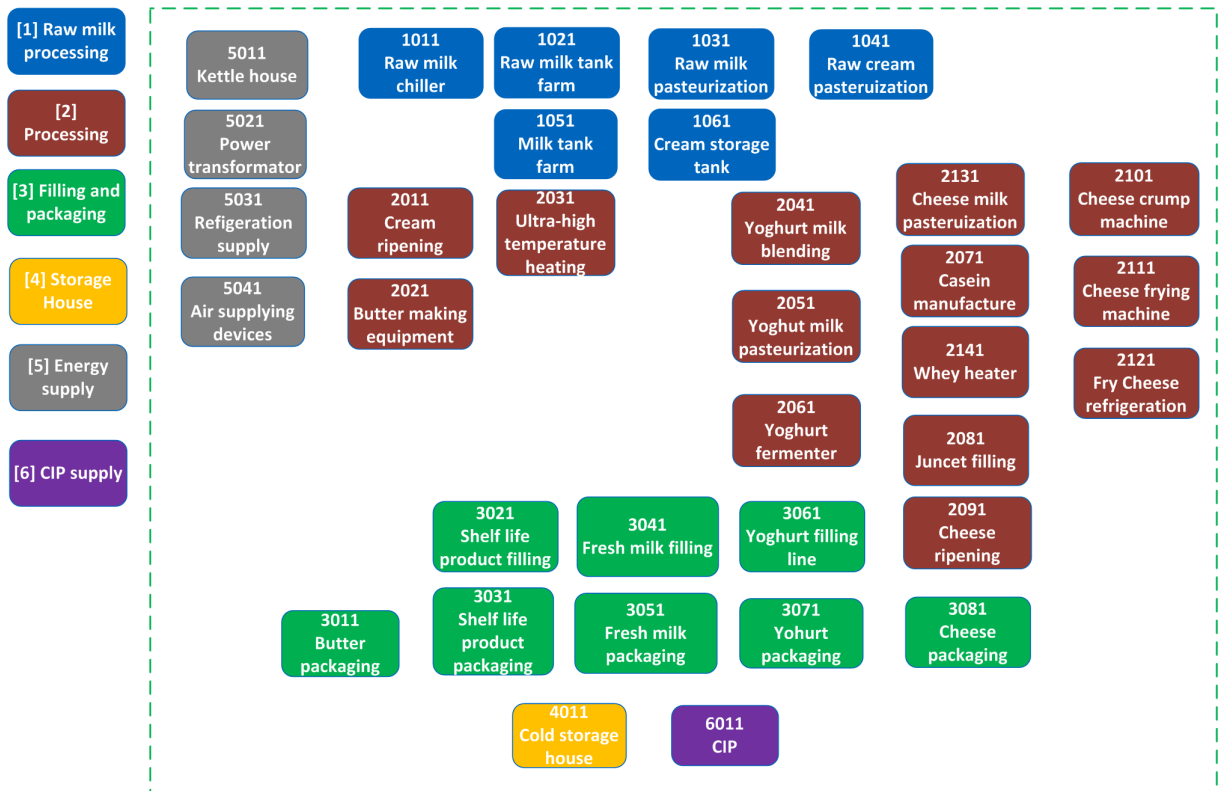 [1] Raw milk
processing
[2]
Processing
[3] Filling and
packaging
[4] Storage
House
[5] Energy
supply
[6] CIP supply
5011
Kettle house
1011
Raw milk
chiller
1021
Raw milk tank
farm
1031
Raw milk
pasteurization
1041
Raw cream
pasteruization
5021
Power
transformator
1051
Milk tank
farm
1061
Cream storage
tank
5031
Refigeration
supply
2011
Cream
ripening
2031
Ultra-high
temperature
heating
2041
Yoghurt milk
blending
2131
Cheese milk
pasteruization
2101
Cheese crump
machine
5041
Air supplying
devices
2021
Butter making
equipment
2051
Yoghut milk
pasteurization
2071
Casein
manufacture
2111
Cheese frying
machine
2141
Whey heater
2121
Fry Cheese
refrigeration
2061
Yoghurt
fermenter
2081
Juncet filling
3021
Shelf life
product filling
3041
Fresh milk filling
3061
Yoghurt filling
line
2091
Cheese
ripening
3011
Butter
packaging
3031
Shelf life
product
packaging
3051
Fresh milk
packaging
3071
Yohurt
packaging
3081
Cheese
packaging
4011
Cold storage
house
6011
CIP